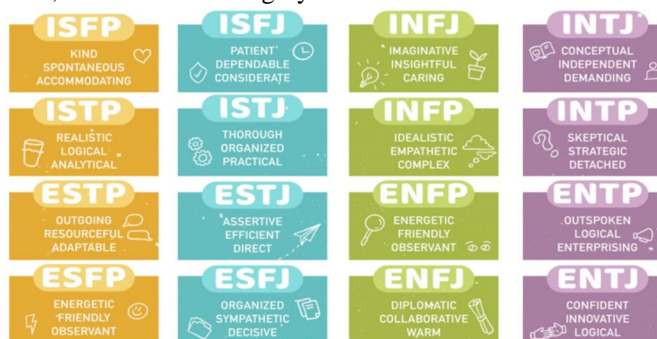 ISFP
KIND
SPONTANEOUS
ACCOMMODATING
ISFJ
PATIENT
DEPENDABLE
CONSIDERATE
INFJ
IMAGINATIVE
INSIGHTFUL
CARING
INTJ
CONCEPTUAL
INDEPENDENT
DEMANDING
ISTP
REALISTIC
LOGICAL
ANALYTICAL
ISTJ
THOROUGH
ORGANIZED
PRACTICAL
INFP
IDEALISTIC
EMPATHETIC
COMPLEX
INTP
SKEPTICAL
STRATEGIC
DETACHED
ESTP
OUTGOING
RESOURCEFUL
ADAPTABLE
ESTJ
ASSERTIVE
EFFICIENT
DIRECT
ENFP
ENERGETIC
FRIENDLY
OBSERVANT
ENTP
OUTSPOKEN
LOGICAL
ENTERPRISING
ESFP
ENERGETIC
FRIENDLY
OBSERVANT
ESFJ
ORGANIZED
SYMPATHETIC
DECISIVE
ENFJ
DIPLOMATIC
COLLABORATIVE
WARM
ENTJ
CONFIDENT
INNOVATIVE
LOGICAL